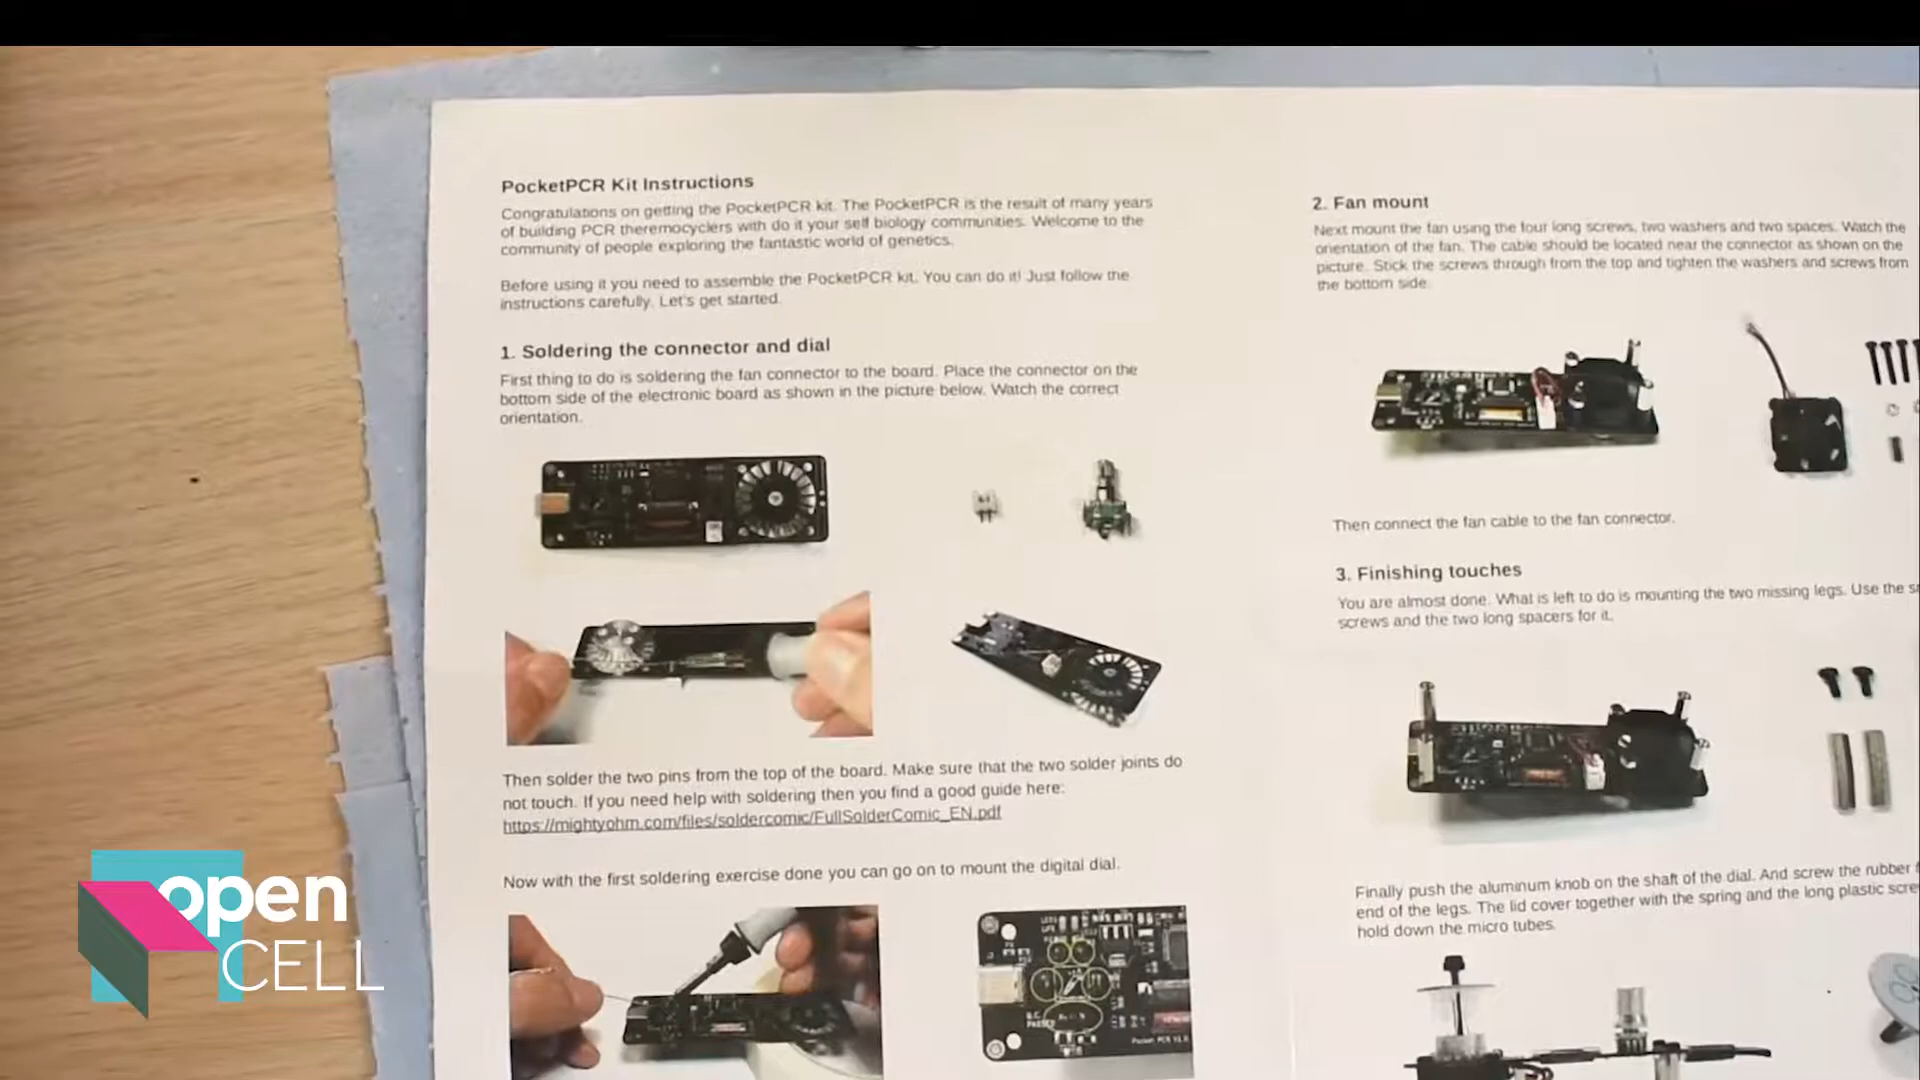 PocketPCR Kit Instructions
Congratulations on getting the PocketPCR kit. The PocketPCR is the result of many years
of building PCR theremocyclers with do it your self biology communities. Welcome to the
community of people exploring the fantastic world of genetics.
Before using it you need to assemble the PocketPCR kit. You can do it! Just follow the
instructions carefully. Let's get started.
1. Soldering the connector and dial
First thing to do is soldering the fan connector to the board. Place the connector on the
bottom side of the electronic board as shown in the picture below. Watch the correct
orientation.
Then solder the two pins from the top of the board. Make sure that the two solder joints do
not touch. If you need help with soldering then you find a good guide here:
https://mightyohm.com/files/soldercomic/FullSolderComic_EN.pdf
Now with the first soldering exercise done you can go on to mount the digital dial.
Pocket PCR V1.0
2. Fan mount
Next mount the fan using the four long screws, two washers and two spaces. Watch the
orientation of the fan. The cable should be located near the connector as shown on the
picture. Stick the screws through from the top and tighten the washers and screws from
the bottom side.
Then connect the fan cable to the fan connector.
3. Finishing touches
You are almost done. What is left to do is mounting the two missing legs. Use the
screws and the two long spacers for it.
Finally push the aluminum knob on the shaft of the dial. And screw the rubber
end of the legs. The lid cover together with the spring and the long plastic
hold down the micro tubes.
open
CELL